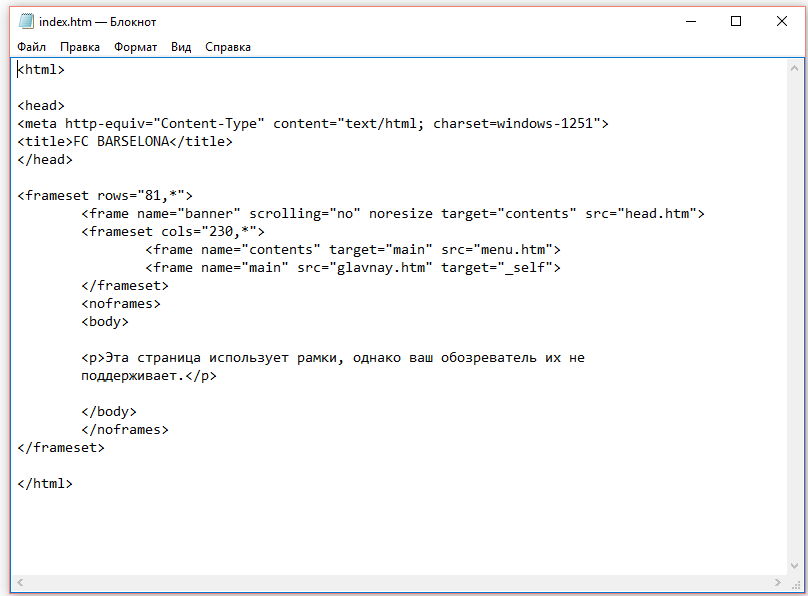 index.htm — Блокнот
Файл Правка Формат Вид Справка
<html>
<head>
<meta http-equiv="Content-Type" content="text/html; charset=windows-1251">
<title>FC BARSELONA</title>
</head>
<frameset rows="81,*">
<frame name="banner" scrolling="no" noresize target="contents" src="head.htm">
<frameset cols="230,*">
<frame name="contents" target="main" src="menu.htm">
<frame name="main" src="glavnay.htm" target="_self">
</frameset>
<noframes>
<body>
<p>Эта страница использует рамки, однако ваш обозреватель их не
поддерживает.</p>
</body>
</noframes>
</frameset>
</html>